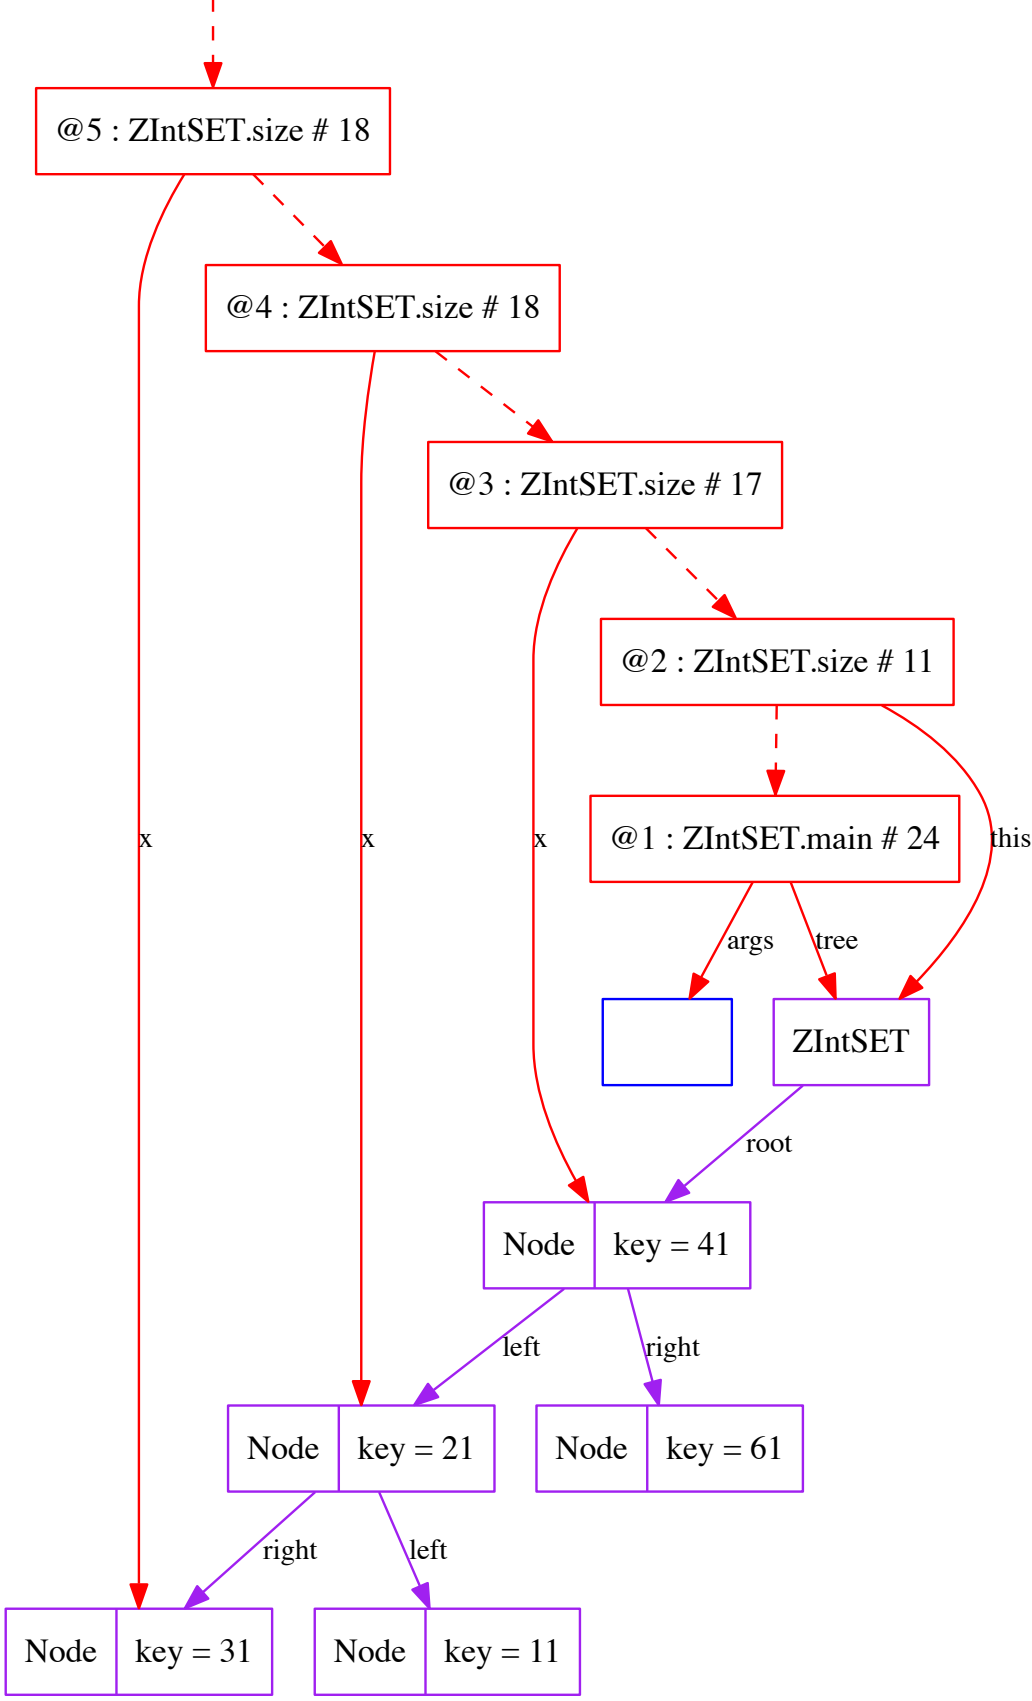 @5 : ZIntSET.size # 18
@4 : ZIntSET.size # 18
@3 : ZIntSET.size # 17
@2 : ZIntSET.size # 11
x
x
x
@1 : ZIntSET.main # 24
this
args
tree
ZIntSET
root
Node
key = 41
left
right
Node
key = 21
Node
key = 61
right
left
Node
key = 31
Node
key = 11